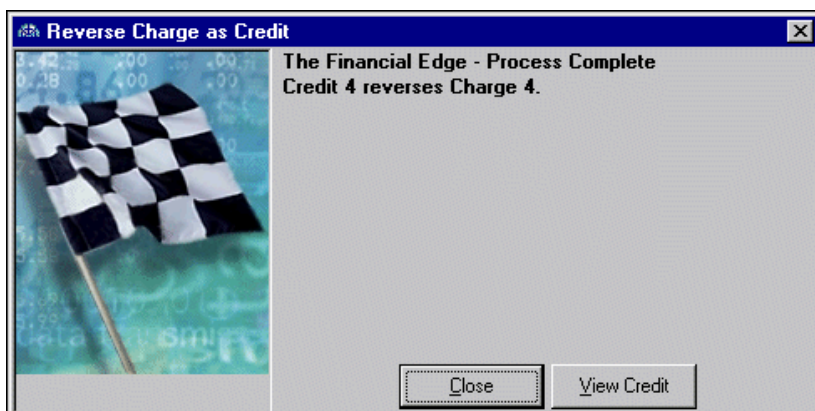 Reverse Charge as Credit
The Financial Edge - Process Complete
Credit 4 reverses Charge 4.
Close
View Credit